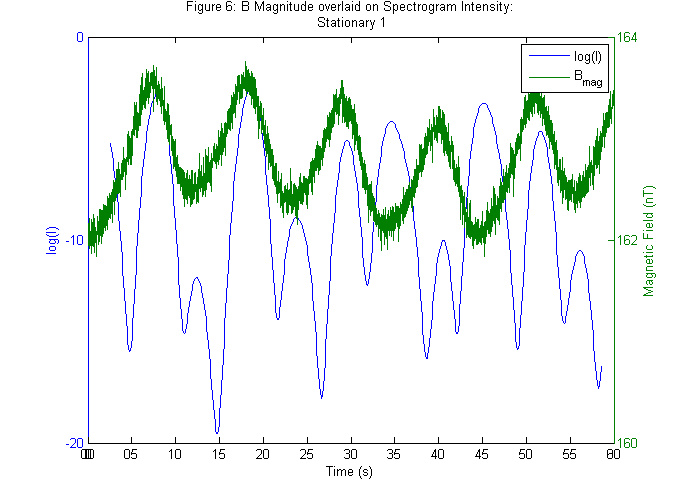 Figure 6: B Magnitude overlaid on Spectrogram Intensity:
Stationary 1
0
164
log(I)
Bmag
-10
162
log(I)
Magnetic Field (nT)
-20
160
05 10 15 20 25 30 35 40 45 50 55
Time (s)